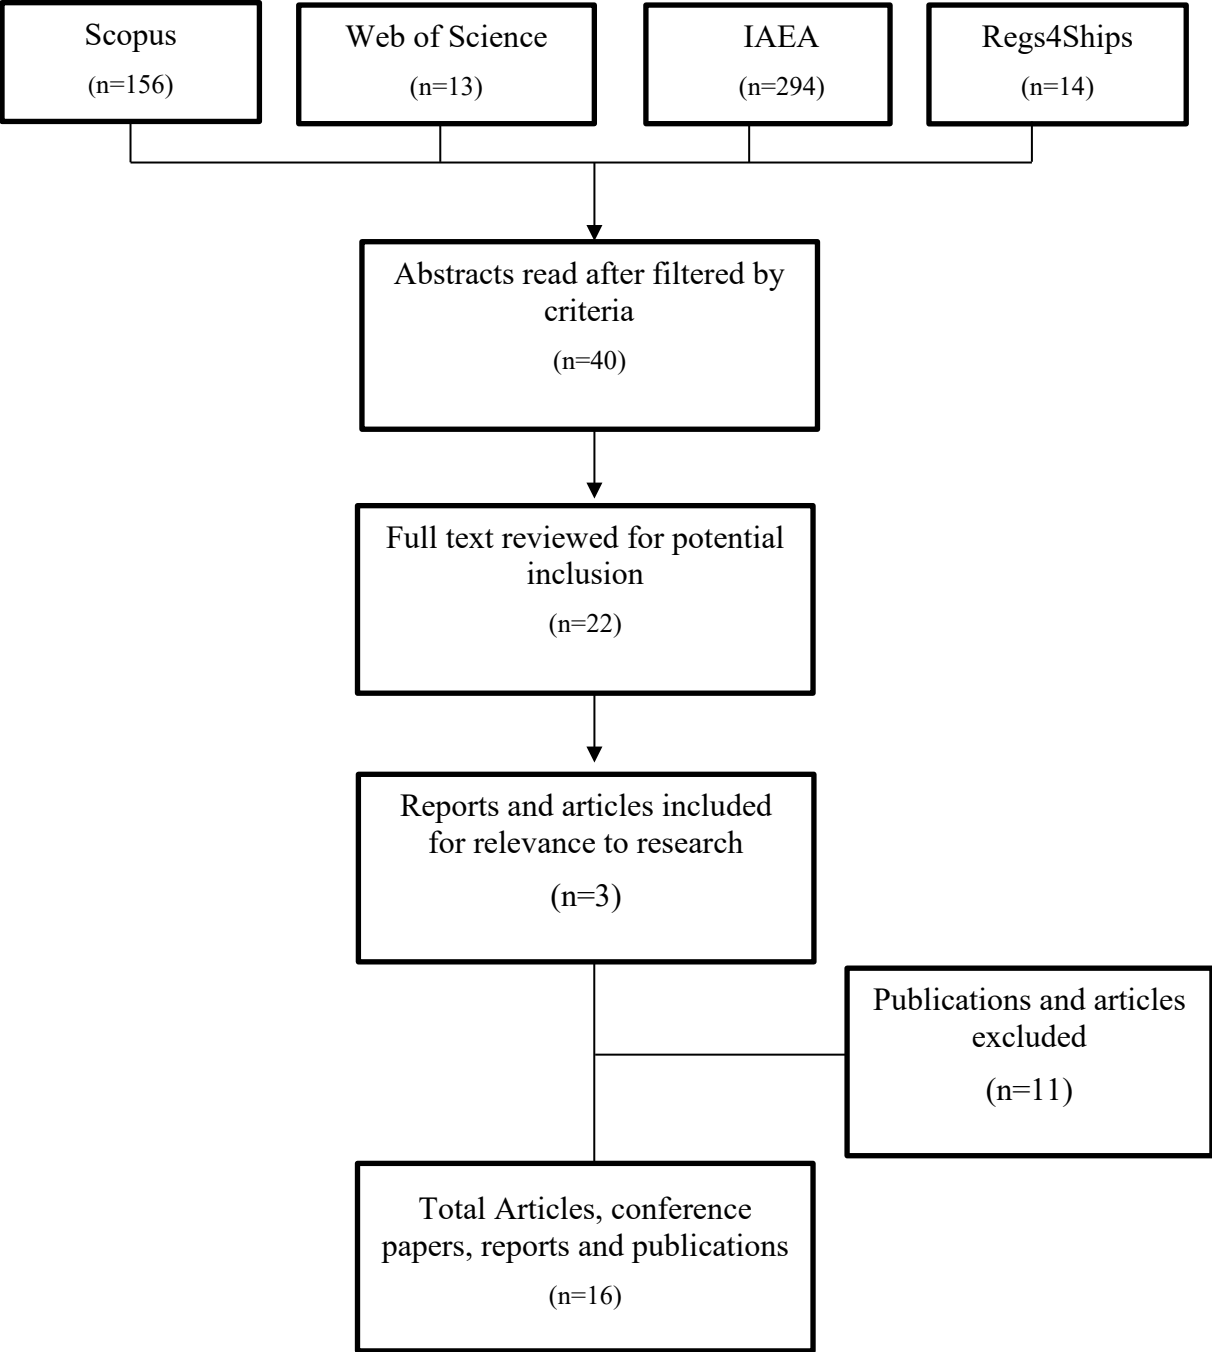 Scopus
(n=156)
Web of Science
(n=13)
IAEA
(n=294)
Regs4Ships
(n=14)
Abstracts read after filtered by
criteria
(n=40)
Full text reviewed for potential
inclusion
(n=22)
Reports and articles included
for relevance to research
(n=3)
Publications and articles
excluded
(n=11)
Total Articles, conference
papers, reports and publications
(n=16)